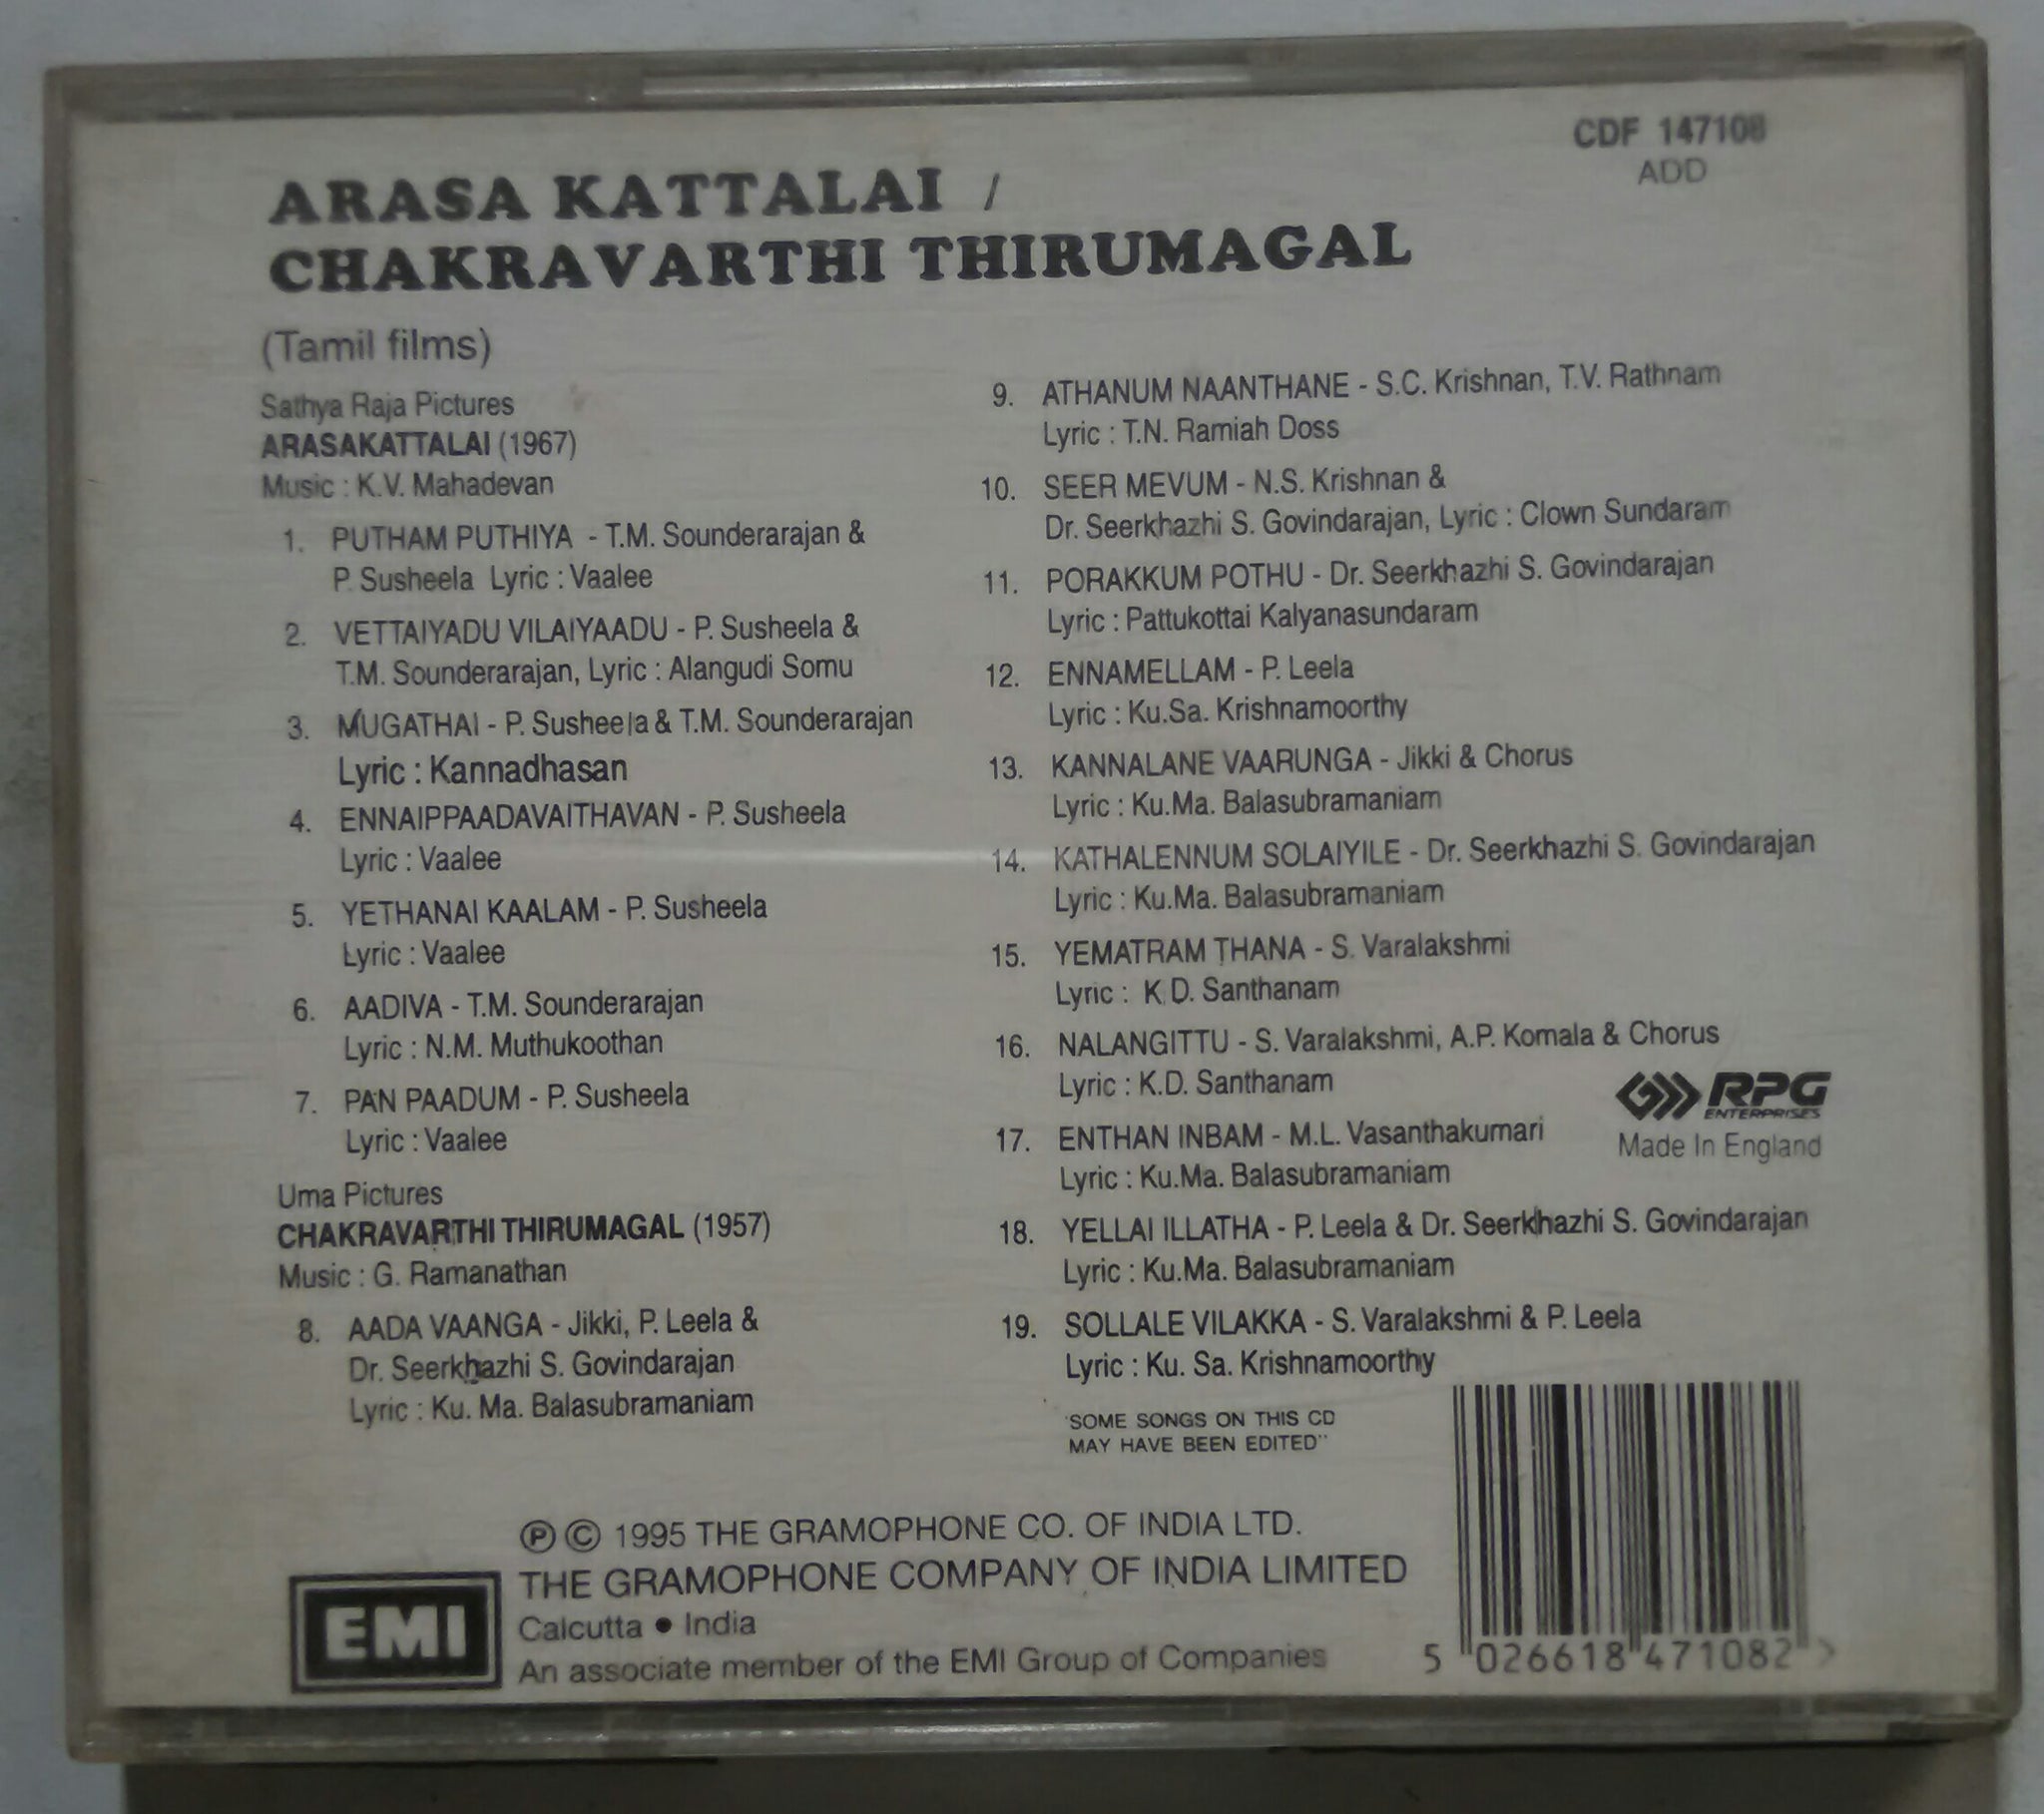 CDF 147108
ADD
ARASA KATTALAI /
CHAKRAVARTHI THIRUMAGAL
(Tamil films)
Sathya Raja Pictures
ARASAKATTALAI (1967)
Music : K.V. Mahadevan
1. PUTHAM PUTHIYA - T.M. Sounderarajan &
P. Susheela Lyric : Vaalee
2. VETTAIYADU VILAIYAADU - P. Susheela &
T.M. Sounderarajan, Lyric : Alangudi Somu
3. MUGATHAI - P. Susheela & T.M. Sounderarajan
Lyric : Kannadhasan
4. ENNAIPPAADAVAITHAVAN - P. Susheela
Lyric : Vaalee
5. YETHANAI KAALAM - P. Susheela
Lyric : Vaalee
6. AADIVA - T.M. Sounderarajan
Lyric : N.M. Muthukoothan
7. PAN PAADUM - P. Susheela
Lyric : Vaalee
Uma Pictures
CHAKRAVARTHI THIRUMAGAL (1957)
Music : G. Ramanathan
8. AADA VAANGA - Jikki, P. Leela &
Dr. Seerkhazhi S. Govindarajan
Lyric : Ku. Ma. Balasubramaniam
9. ATHANUM NAANTHANE - S.C. Krishnan, T.V. Rathnam
Lyric : T.N. Ramiah Doss
10. SEER MEVUM - N.S. Krishnan &
Dr. Seerkhazhi S. Govindarajan, Lyric : Clown Sundaram
11. PORAKKUM POTHU - Dr. Seerkhazhi S. Govindarajan
Lyric : Pattukottai Kalyanasundaram
12. ENNAMELLAM - P. Leela
Lyric : Ku.Sa. Krishnamoorthy
13. KANNALANE VAARUNGA - Jikki & Chorus
Lyric : Ku.Ma. Balasubramaniam
14. KATHALENNUM SOLAIYILE - Dr. Seerkhazhi S. Govindarajan
Lyric : Ku.Ma. Balasubramaniam
15. YEMATRAM THANA - S. Varalakshmi
Lyric : K.D. Santhanam
16. NALANGITTU - S. Varalakshmi, A.P. Komala & Chorus
Lyric : K.D. Santhanam
17. ENTHAN INBAM - M.L. Vasanthakumari
Lyric : Ku.Ma. Balasubramaniam
18. YELLAI ILLATHA - P. Leela & Dr. Seerkhazhi S. Govindarajan
Lyric : Ku.Ma. Balasubramaniam
19. SOLLALE VILAKKA - S. Varalakshmi & P. Leela
Lyric : Ku. Sa. Krishnamoorthy
RPG
ENTERPRISES
Made In England
"SOME SONGS ON THIS CD
MAY HAVE BEEN EDITED"
℗ © 1995 THE GRAMOPHONE CO. OF INDIA LTD.
THE GRAMOPHONE COMPANY OF INDIA LIMITED
Calcutta • India
An associate member of the EMI Group of Companies
EMI
5 026618 471082 >